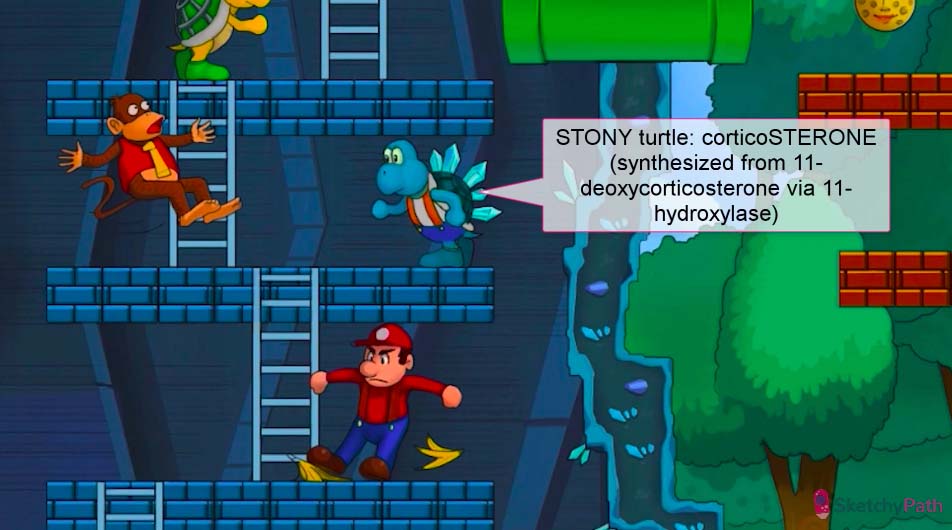 STONY turtle: corticoSTERONE
(synthesized from 11-
deoxycorticosterone via 11-
hydroxylase)
SketchyPath